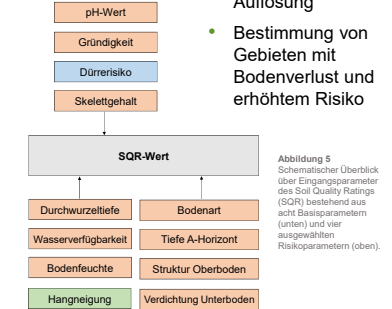 pH-Wert
Gründigkeit
Dürrerisiko
Skelettgehalt
Auflösung
• Bestimmung von
Gebieten mit
Bodenverlust und
erhöhtem Risiko
SQR-Wert
Durchwurzeltiefe
Bodenart
Wasserverfügbarkeit
Tiefe A-Horizont
Bodenfeuchte
Struktur Oberboden
Hangneigung
Verdichtung Unterboden
Abbildung 5
Schematischer Überblick
über Eingangsparameter
des Soil Quality Ratings
(SQR) bestehend aus
acht Basisparametern
(unten) und vier
ausgewählten
Risikoparametern (oben).